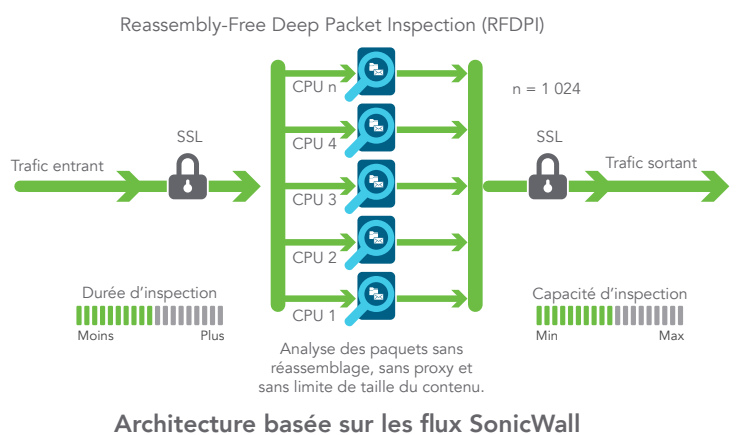 Reassembly-Free Deep Packet Inspection (RFDPI)
CPU n
n = 1 024
SSL
CPU 4
SSL
Trafic entrant
Trafic sortant
CPU 3
CPU 2
Durée d’inspection
Moins
Plus
CPU 1
Capacité d’inspection
Min
Max
Analyse des paquets sans
réassemblage, sans proxy et
sans limite de taille du contenu.
Architecture basée sur les flux SonicWall